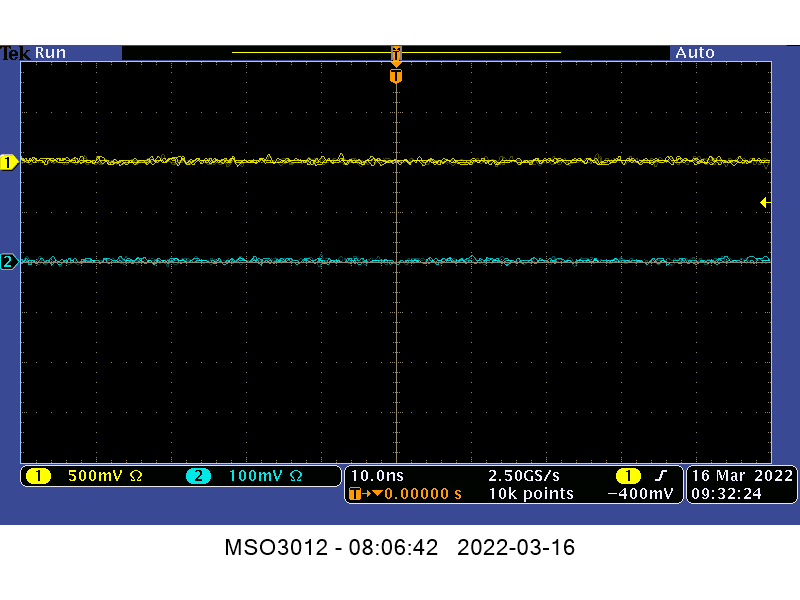 Tek Run Auto
T
T
1
2
1 500mV Ω 2 100mV Ω
10.0ns 2.50GS/s 1
T→▼0.00000 s 10k points −400mV
16 Mar 2022
09:32:24
MSO3012 - 08:06:42 2022-03-16